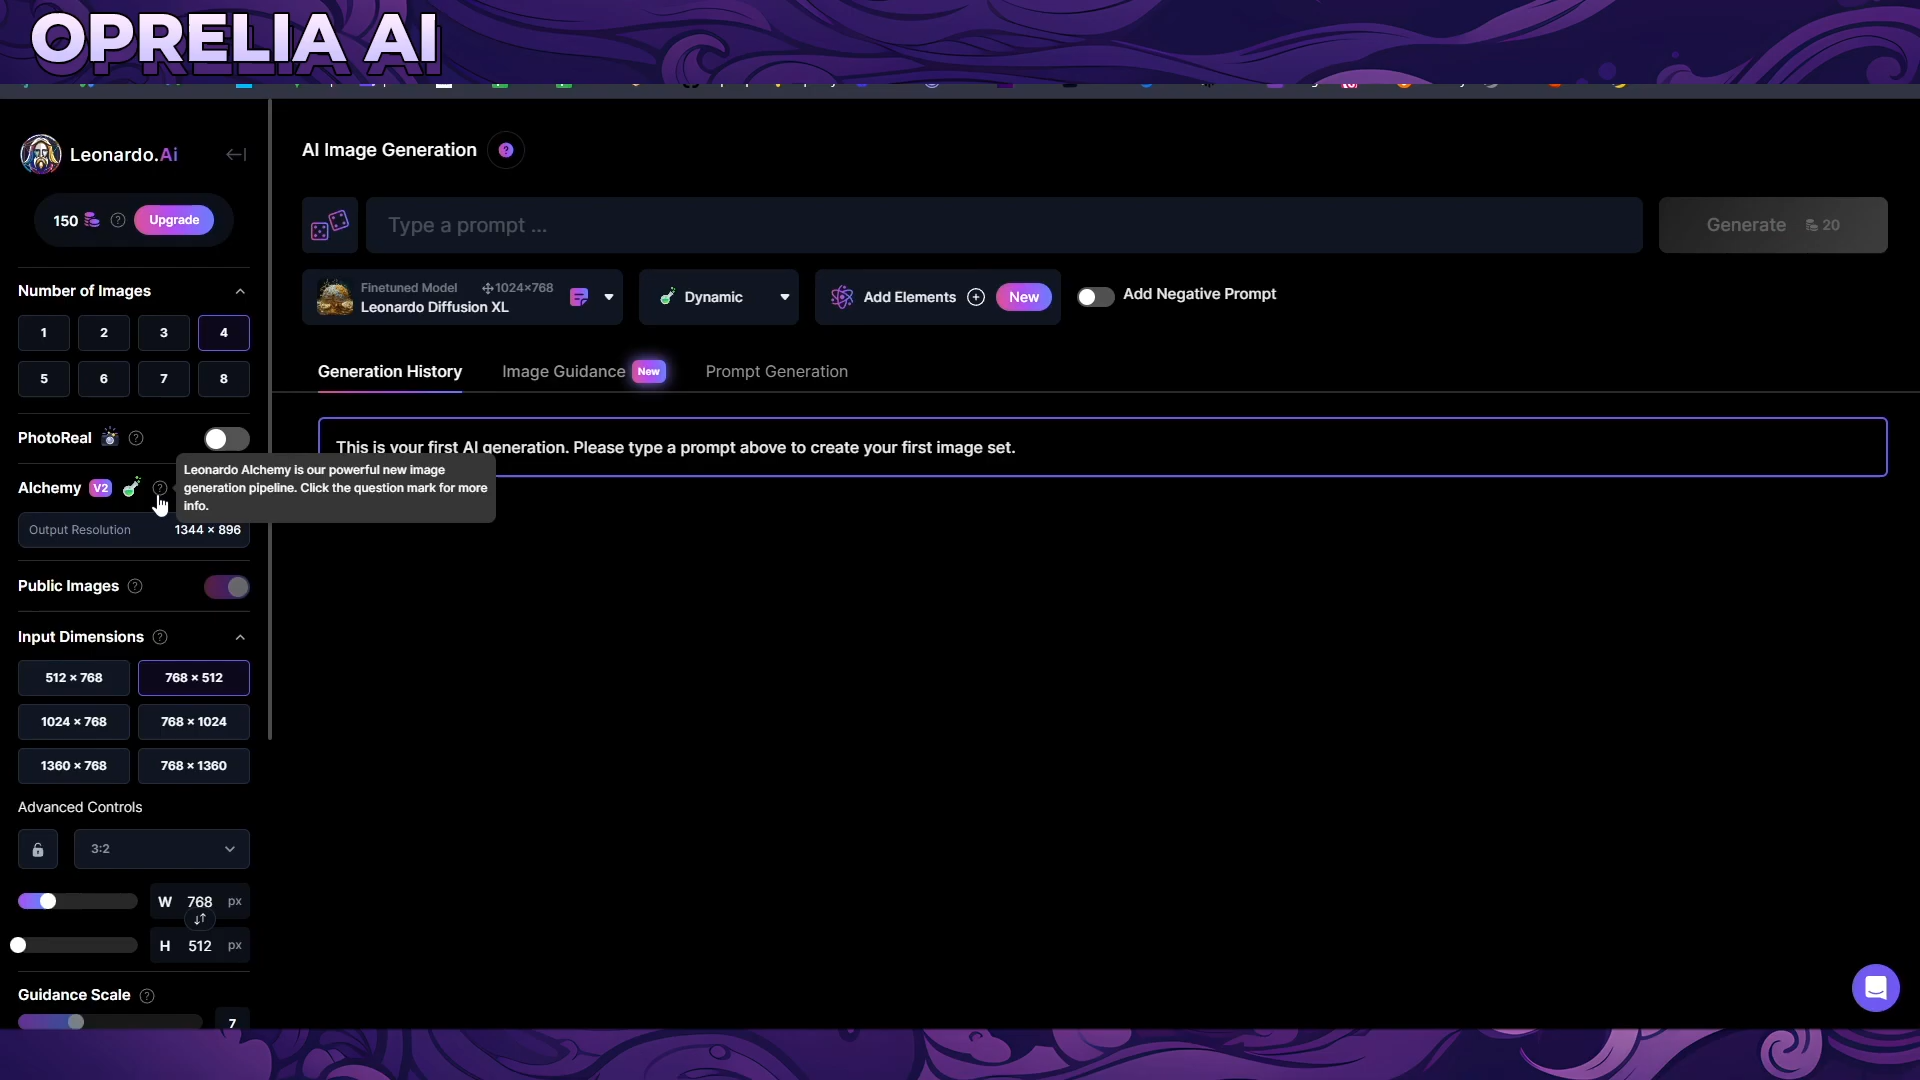 OPRELIA AI
Leonardo.Ai
150 Upgrade
Number of Images
1 2 3 4
5 6 7 8
PhotoReal
Alchemy V2
Leonardo Alchemy is our powerful new image
generation pipeline. Click the question mark for more
info.
Output Resolution 1344 × 896
Public Images
Input Dimensions
512 × 768 768 × 512
1024 × 768 768 × 1024
1360 × 768 768 × 1360
Advanced Controls
3:2
W 768 px
H 512 px
Guidance Scale
7
AI Image Generation
Type a prompt ...
Generate 20
Finetuned Model 1024×768
Leonardo Diffusion XL
Dynamic
Add Elements New
Add Negative Prompt
Generation History Image Guidance New Prompt Generation
This is your first AI generation. Please type a prompt above to create your first image set.